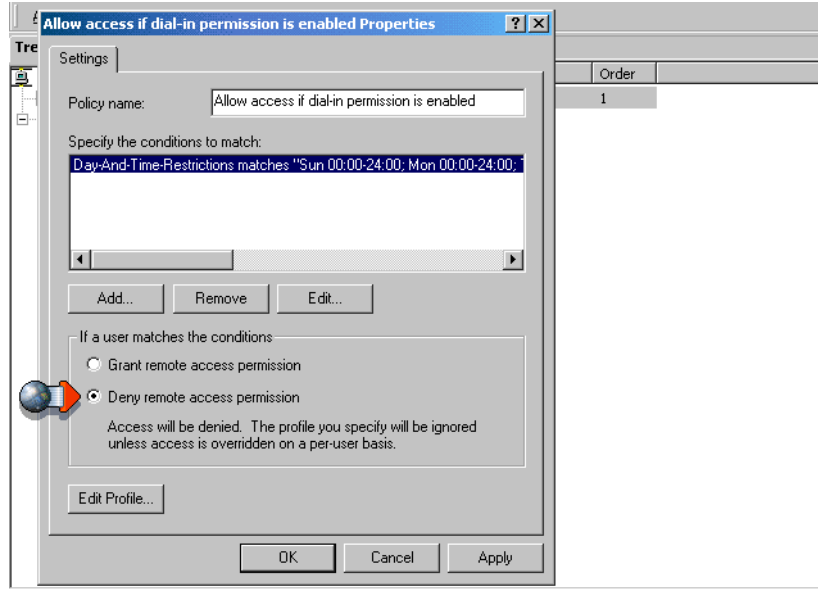 Allow access if dial-in permission is enabled Properties
Tre
Settings
Order
Policy name:
Allow access if dial-in permission is enabled
1
Specify the conditions to match:
Day-And-Time-Restrictions matches "Sun 00:00-24:00; Mon 00:00-24:00;
Add...
Remove
Edit...
If a user matches the conditions
Grant remote access permission
Deny remote access permission
Access will be denied. The profile you specify will be ignored
unless access is overridden on a per-user basis.
Edit Profile...
OK
Cancel
Apply